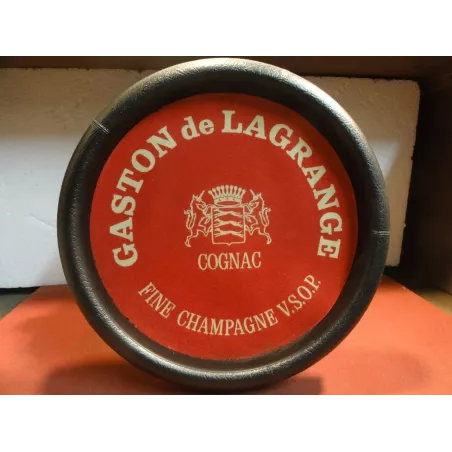 GASTON de LAGRANGE
COGNAC
FINE CHAMPAGNE V.S.O.P.